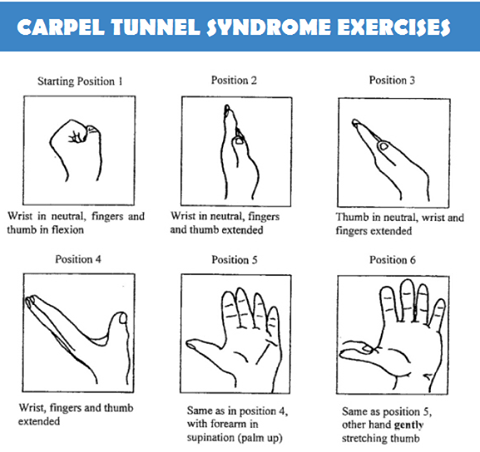 CARPEL TUNNEL SYNDROME EXERCISES
Starting Position 1
Wrist in neutral, fingers and
thumb in flexion
Position 2
Wrist in neutral, fingers
and thumb extended
Position 3
Thumb in neutral, wrist and
fingers extended
Position 4
Wrist, fingers and thumb
extended
Position 5
Same as in position 4,
with forearm in
supination (palm up)
Position 6
Same as position 5,
other hand gently
stretching thumb